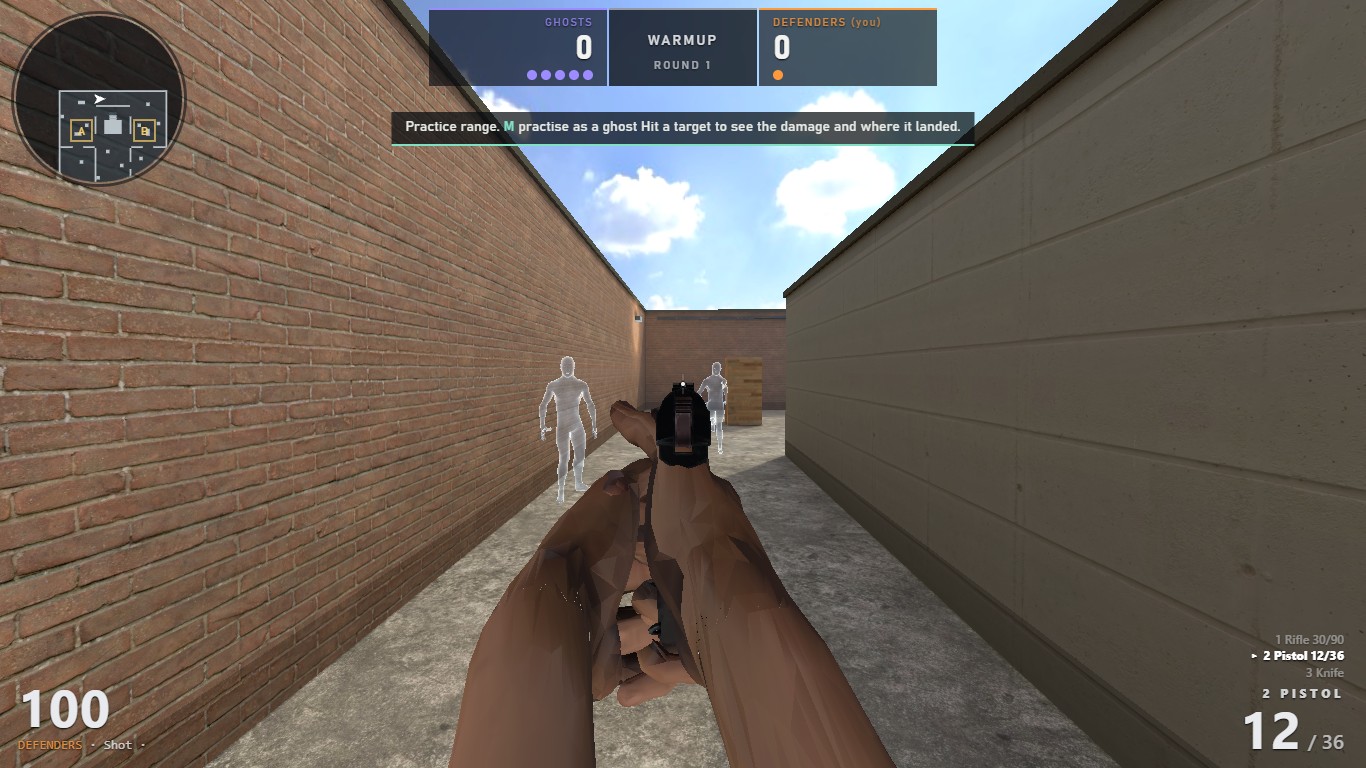 GHOSTS
0
WARMUP
ROUND 1
DEFENDERS (you)
0
Practice range. M practise as a ghost Hit a target to see the damage and where it landed.
A
B
1 Rifle 30/90
▸ 2 Pistol 12/36
3 Knife
2 PISTOL
12 / 36
100
DEFENDERS · Shot ·